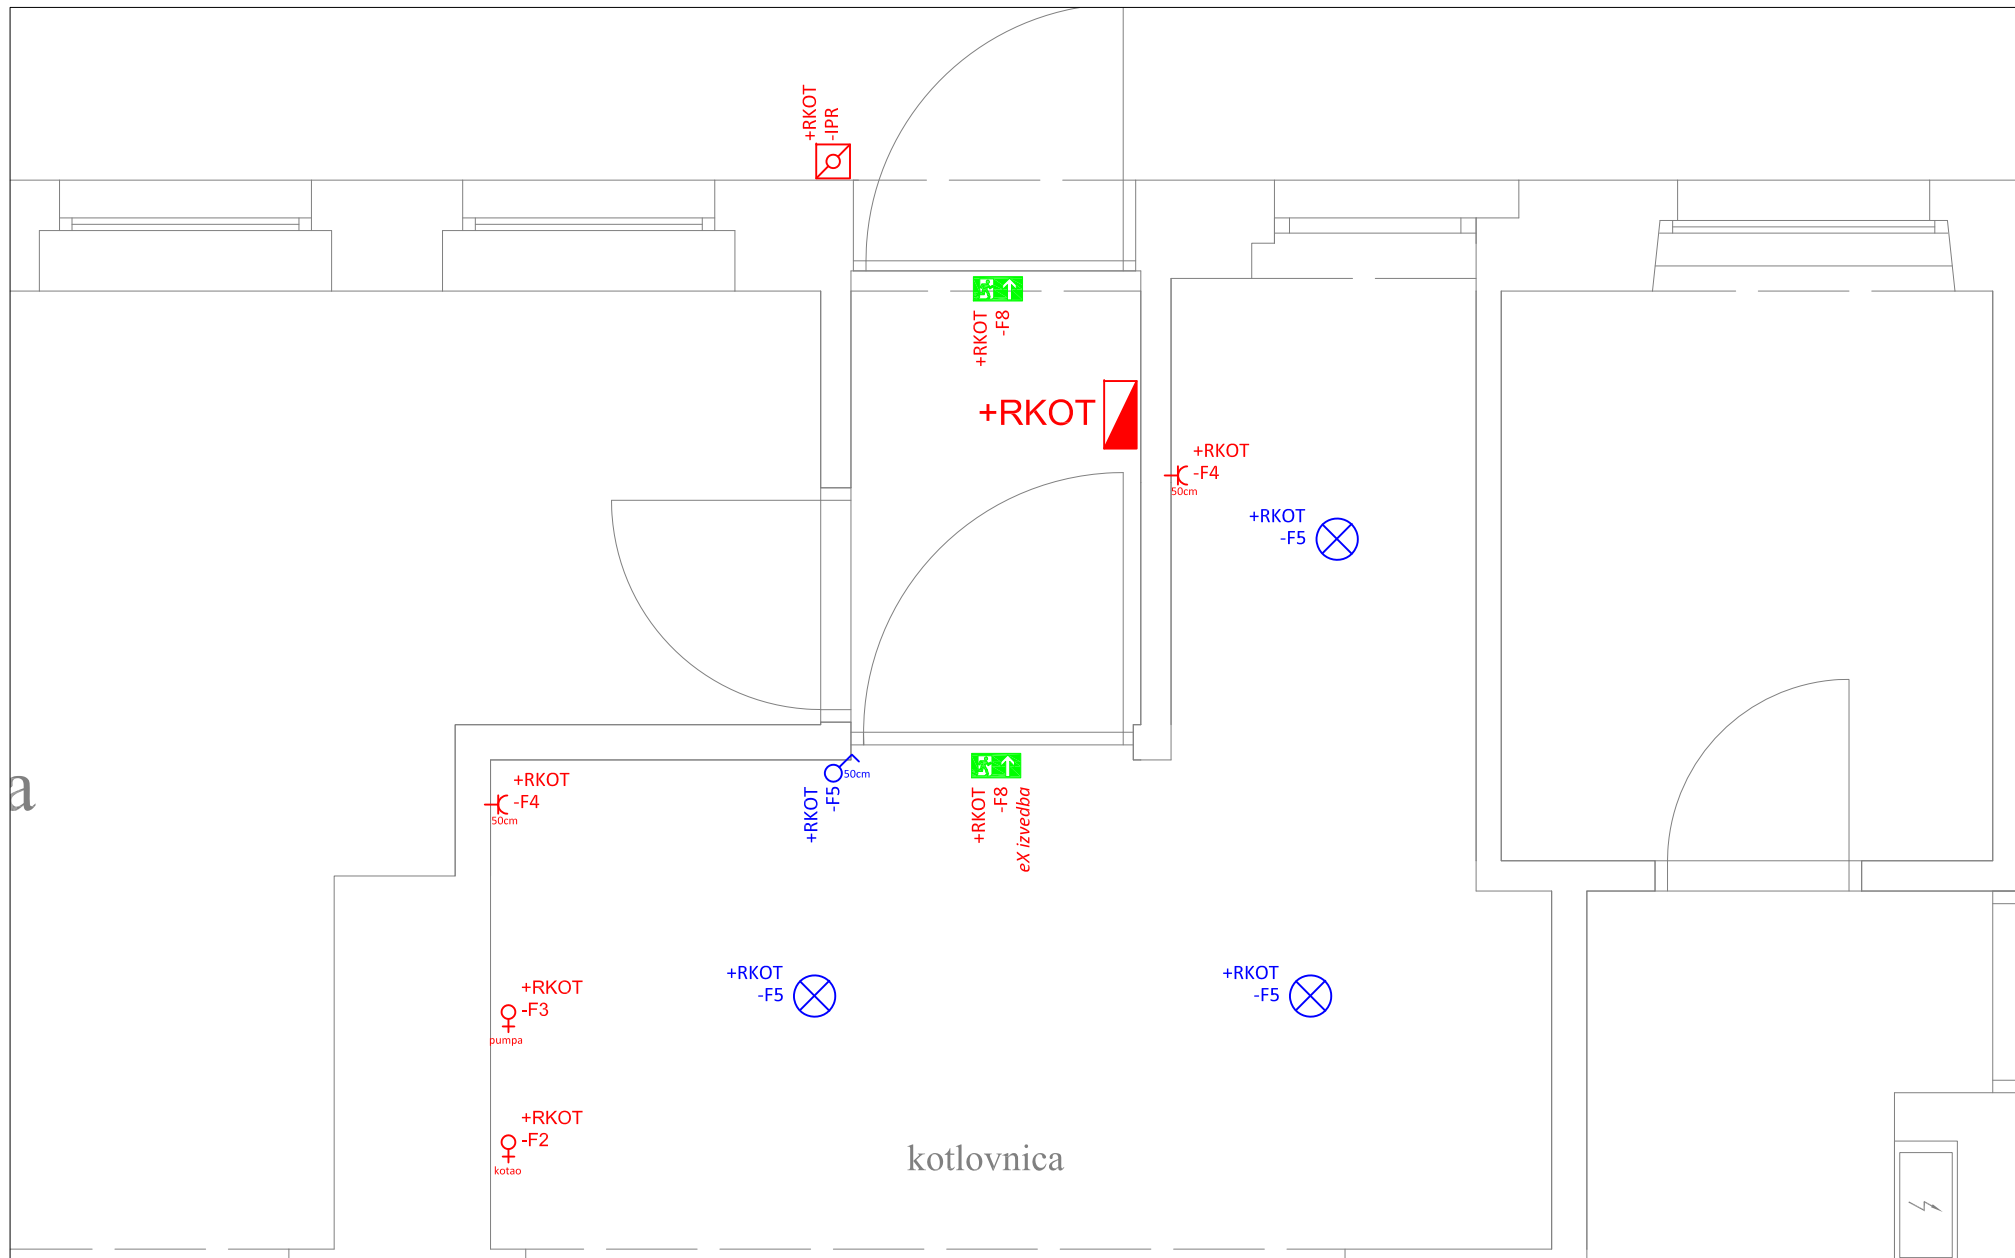 +RKOT
-IPR
+RKOT
-F8
+RKOT
+RKOT
-F4
50cm
+RKOT
-F5
a
+RKOT
-F4
50cm
50cm
+RKOT
-F5
+RKOT
-F8
eX izvedba
+RKOT
-F5
+RKOT
-F5
+RKOT
-F3
pumpa
+RKOT
-F2
kotao
kotlovnica